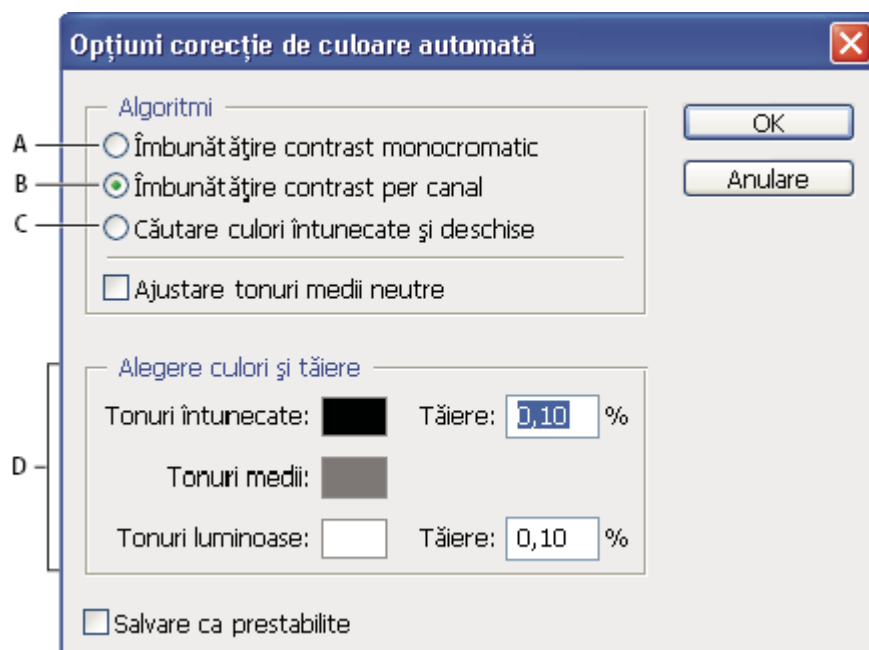 Opțiuni corecție de culoare automată
Algoritmi
OK
A Îmbunătăţire contrast monocromatic
B Îmbunătăţire contrast per canal
Anulare
C Căutare culori întunecate şi deschise
Ajustare tonuri medii neutre
Alegere culori şi tăiere
Tonuri întunecate: Tăiere: 0,10 %
D Tonuri medii:
Tonuri luminoase: Tăiere: 0,10 %
Salvare ca prestabilite